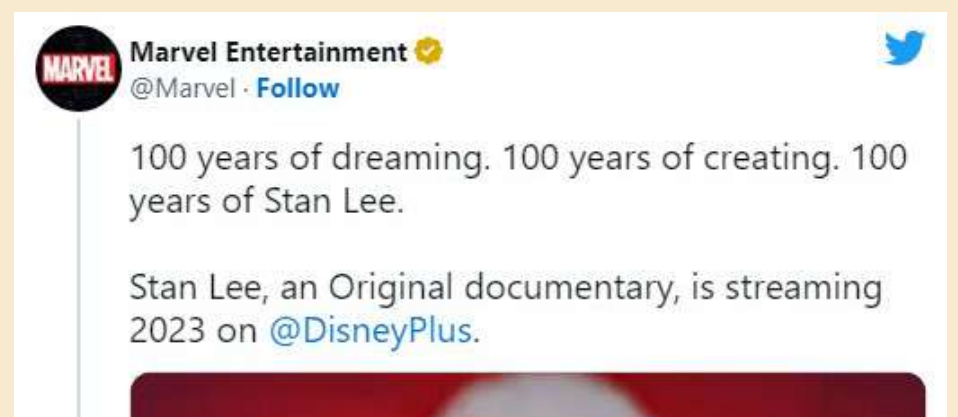 MARVEL
Marvel Entertainment
@Marvel · Follow
100 years of dreaming. 100 years of creating. 100
years of Stan Lee.
Stan Lee, an Original documentary, is streaming
2023 on @DisneyPlus.